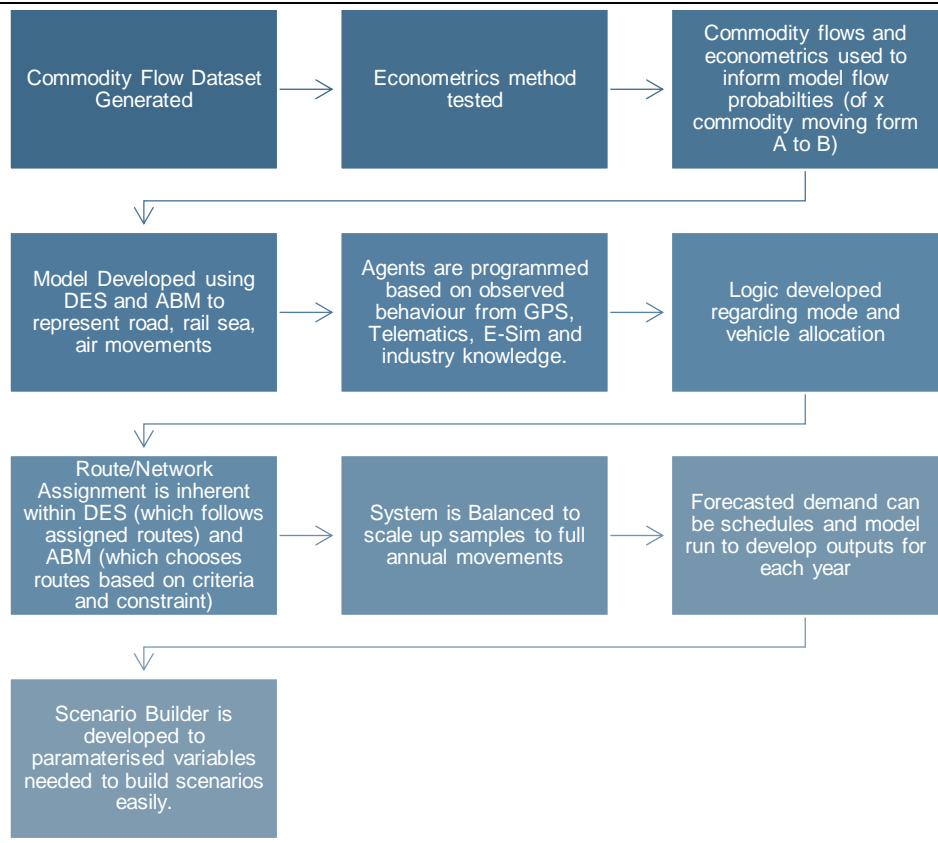 Commodity Flow Dataset
Generated
Econometrics method
tested
Commodity flows and
econometrics used to
inform model flow
probabilties (of x
commodity moving form
A to B)
Model Developed using
DES and ABM to
represent road, rail sea,
air movements
Agents are programmed
based on observed
behaviour from GPS,
Telematics, E-Sim and
industry knowledge.
Logic developed
regarding mode and
vehicle allocation
Route/Network
Assignment is inherent
within DES (which follows
assigned routes) and
ABM (which chooses
routes based on criteria
and constraint)
System is Balanced to
scale up samples to full
annual movements
Forecasted demand can
be schedules and model
run to develop outputs for
each year
Scenario Builder is
developed to
paramaterised variables
needed to build scenarios
easily.